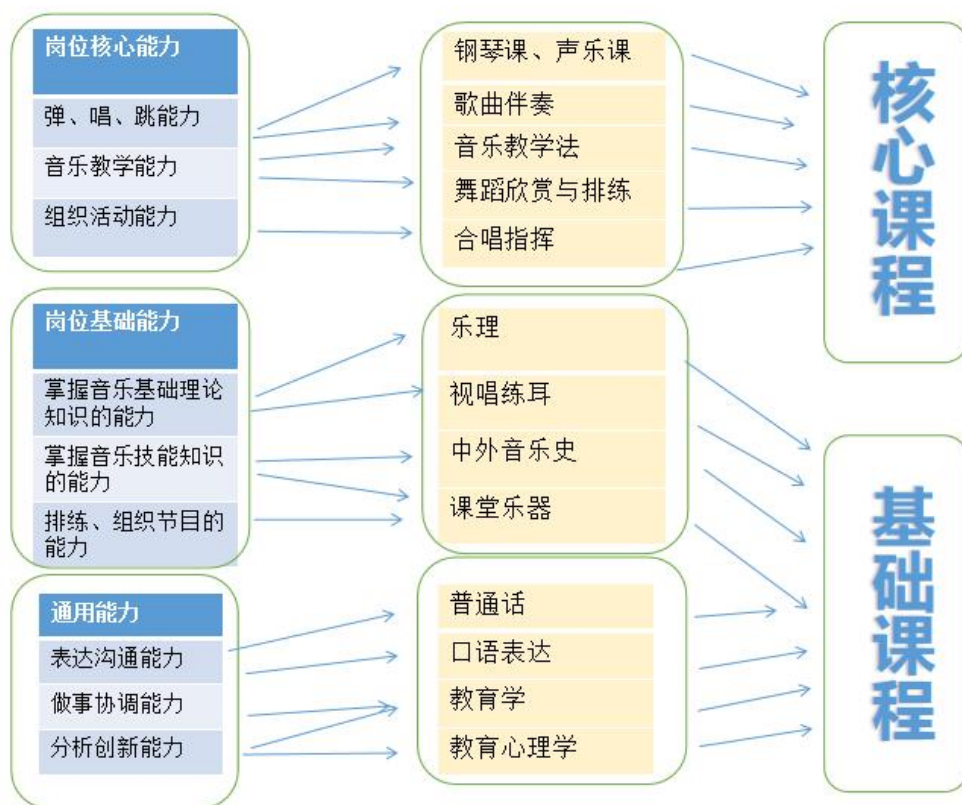 岗位核心能力
弹、唱、跳能力
音乐教学能力
组织活动能力
钢琴课、声乐课
歌曲伴奏
音乐教学法
舞蹈欣赏与排练
合唱指挥
核心课程
岗位基础能力
掌握音乐基础理论
知识的能力
掌握音乐技能知识
的能力
排练、组织节目的
能力
乐理
视唱练耳
中外音乐史
课堂乐器
通用能力
表达沟通能力
做事协调能力
分析创新能力
普通话
口语表达
教育学
教育心理学
基础课程